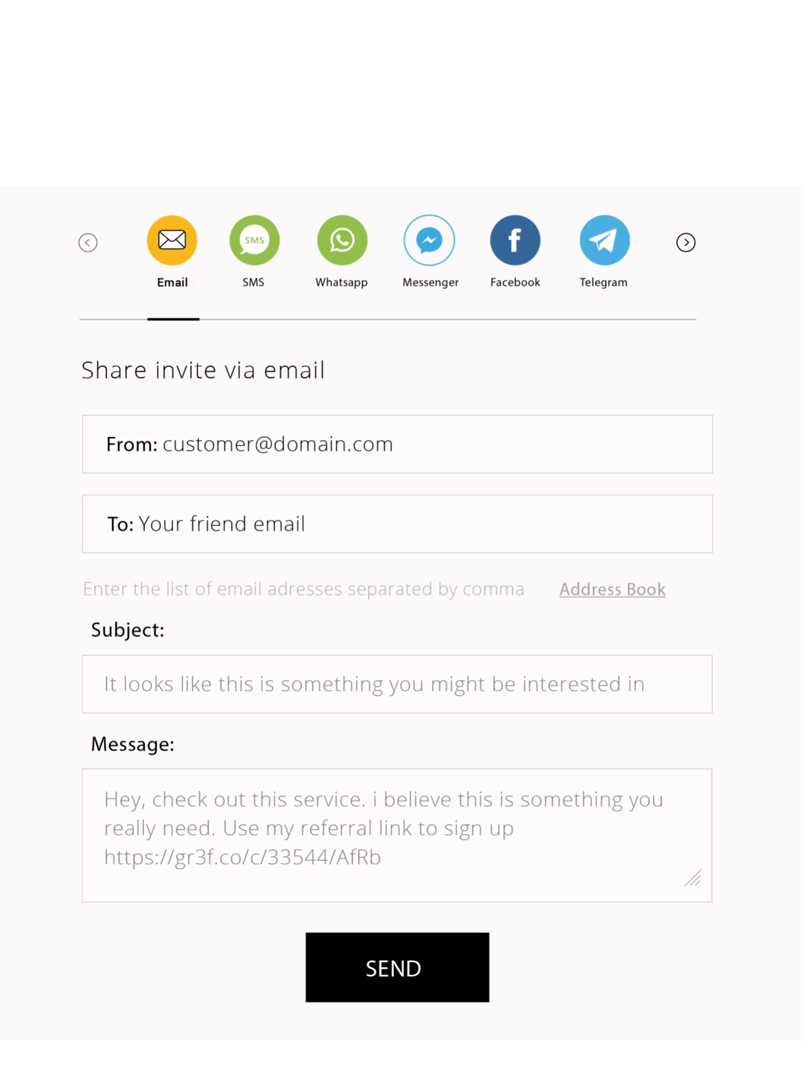 SMS
Email
SMS
Whatsapp
Messenger
Facebook
Telegram
Share invite via email
From: customer@domain.com
To: Your friend email
Enter the list of email adresses separated by comma
Address Book
Subject:
It looks like this is something you might be interested in
Message:
Hey, check out this service. i believe this is something you
really need. Use my referral link to sign up
https://gr3f.co/c/33544/AfRb
SEND